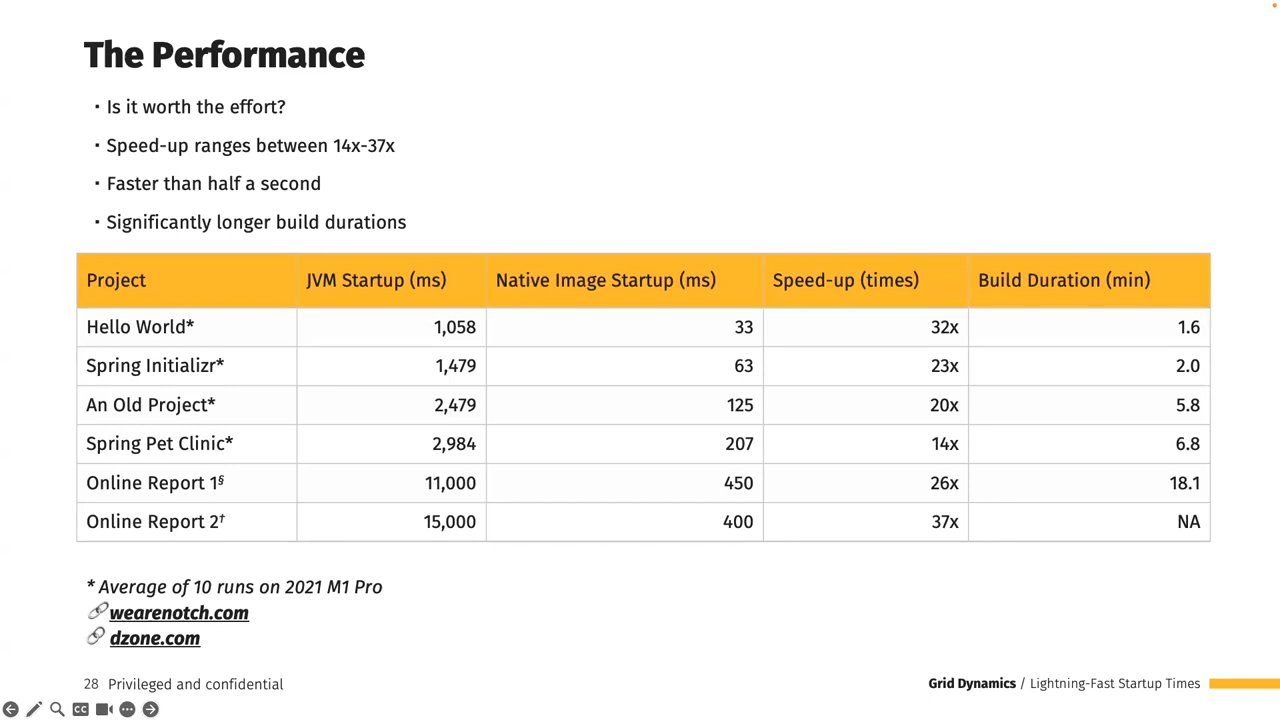 The Performance
▪ Is it worth the effort?
▪ Speed-up ranges between 14x-37x
▪ Faster than half a second
▪ Significantly longer build durations
Project JVM Startup (ms) Native Image Startup (ms) Speed-up (times) Build Duration (min)
Hello World* 1,058 33 32x 1.6
Spring Initializr* 1,479 63 23x 2.0
An Old Project* 2,479 125 20x 5.8
Spring Pet Clinic* 2,984 207 14x 6.8
Online Report 1§ 11,000 450 26x 18.1
Online Report 2† 15,000 400 37x NA
* Average of 10 runs on 2021 M1 Pro
wearenotch.com
dzone.com
28 Privileged and confidential Grid Dynamics / Lightning-Fast Startup Times
CC